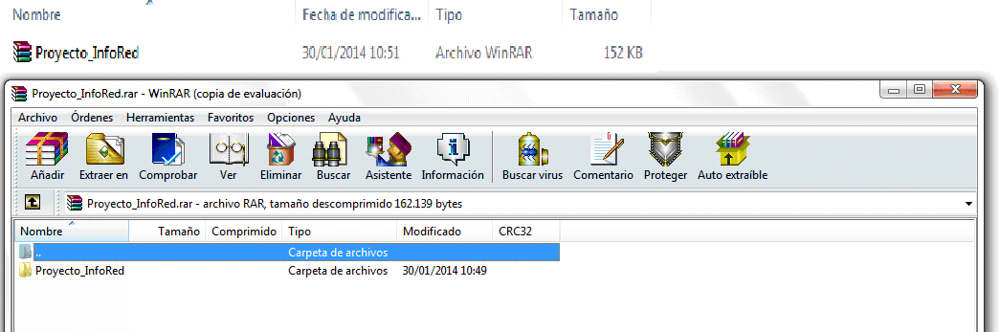 Nombre Fecha de modifica... Tipo Tamaño
Proyecto_InfoRed 30/01/2014 10:51 Archivo WinRAR 152 KB
Proyecto_InfoRed.rar - WinRAR (copia de evaluación)
Archivo Órdenes Herramientas Favoritos Opciones Ayuda
Añadir Extraer en Comprobar Ver Eliminar Buscar Asistente Información Buscar virus Comentario Proteger Auto extraíble
Proyecto_InfoRed.rar - archivo RAR, tamaño descomprimido 162.139 bytes
Nombre Tamaño Comprimido Tipo Modificado CRC32
.. Carpeta de archivos
Proyecto_InfoRed Carpeta de archivos 30/01/2014 10:49